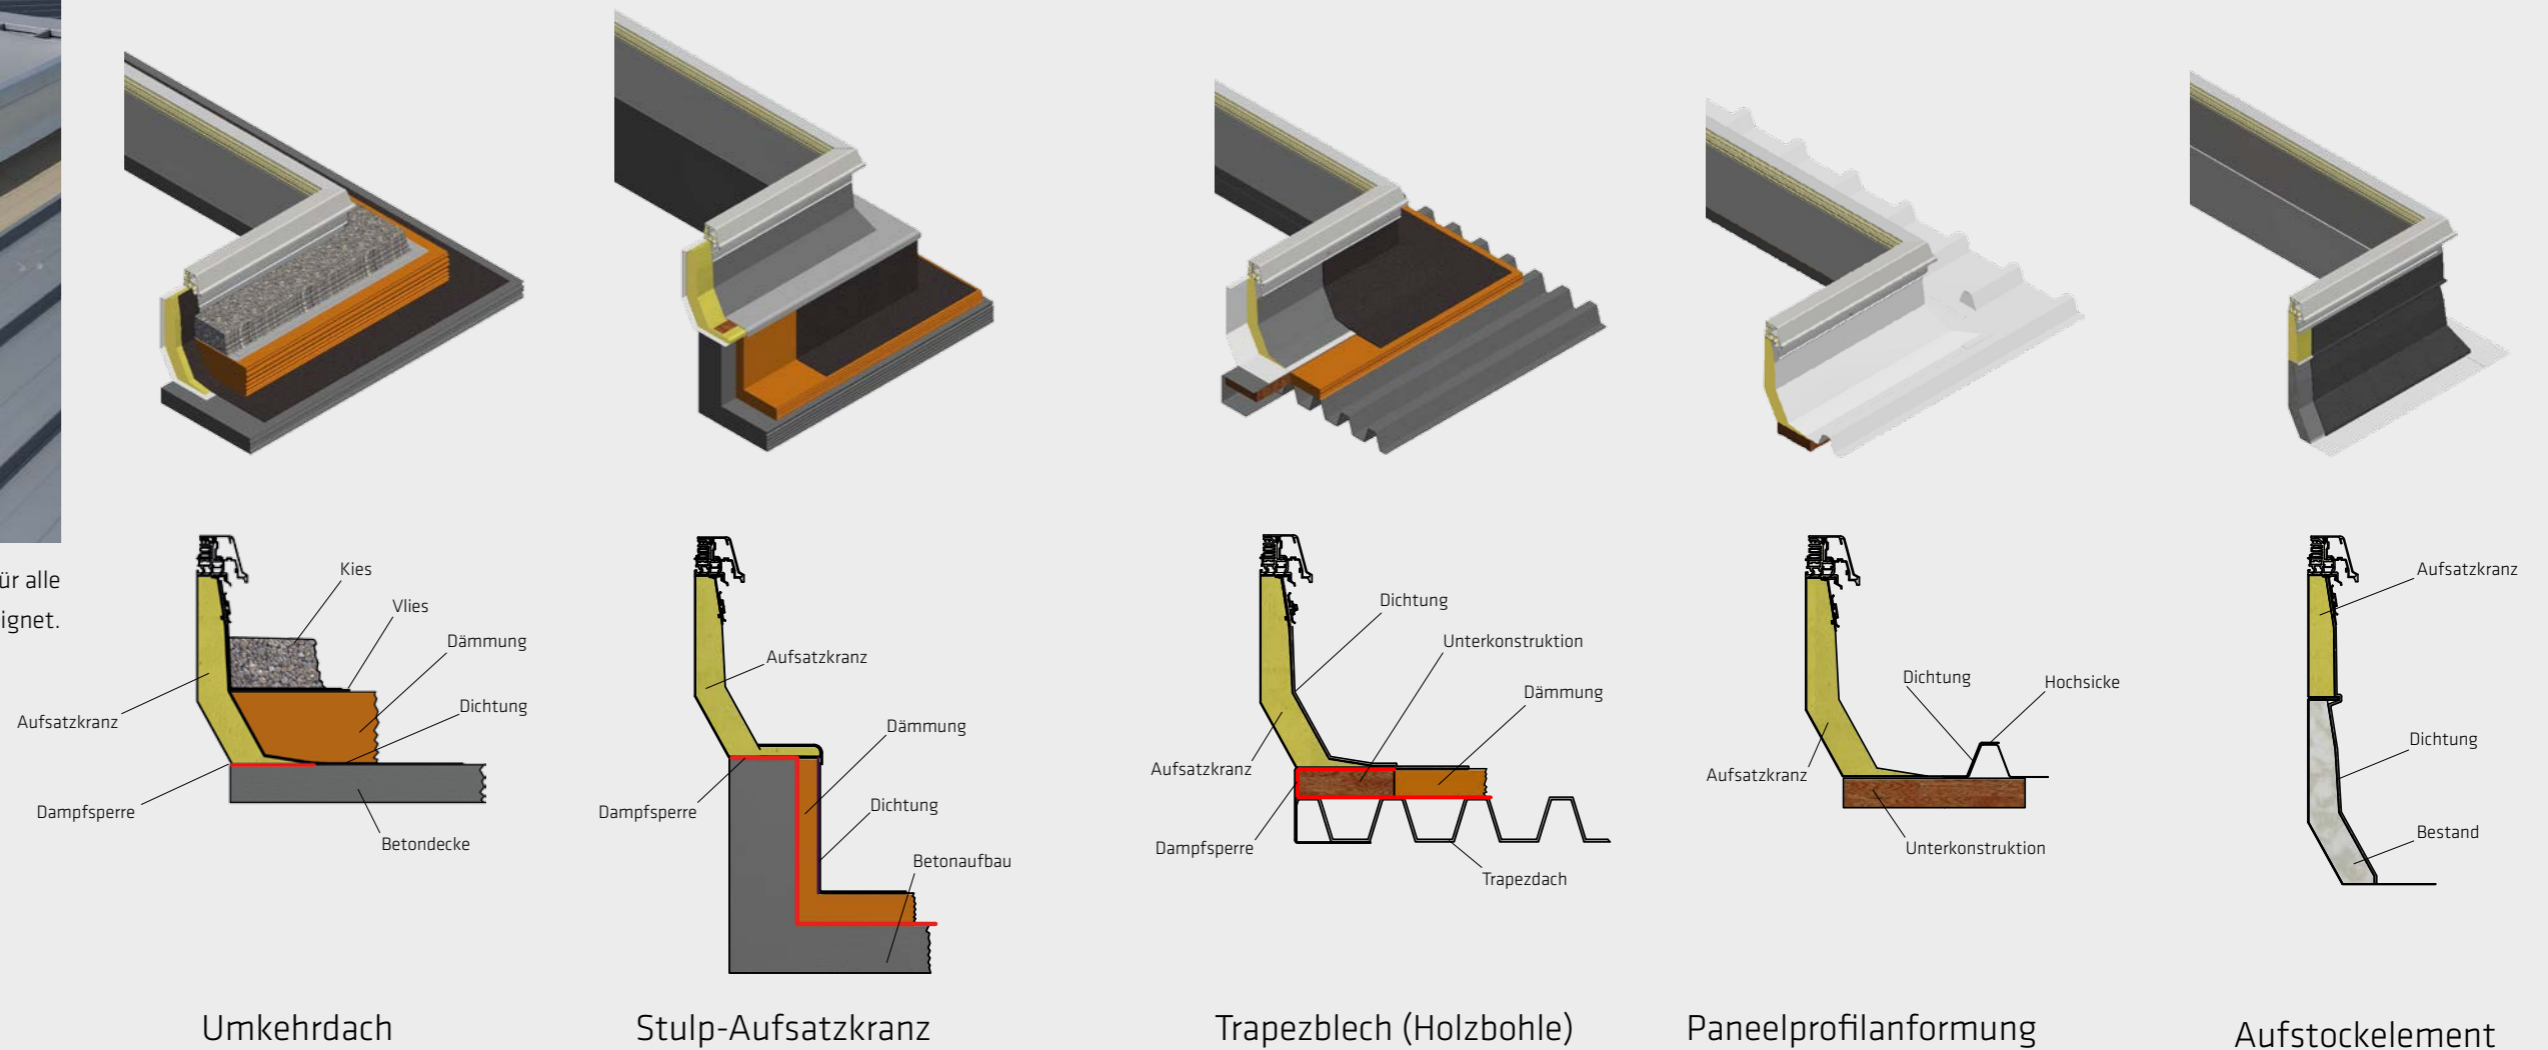 ür alle
ignet.
Kies
Vlies
Dämmung
Dichtung
Aufsatzkranz
Dampfsperre
Betondecke
Umkehrdach
Aufsatzkranz
Dämmung
Dampfsperre
Dichtung
Betonaufbau
Stulp-Aufsatzkranz
Dichtung
Unterkonstruktion
Dämmung
Aufsatzkranz
Dampfsperre
Trapezdach
Trapezblech (Holzbohle)
Dichtung
Hochsicke
Aufsatzkranz
Unterkonstruktion
Paneelprofilanformung
Aufsatzkranz
Dichtung
Bestand
Aufstockelement